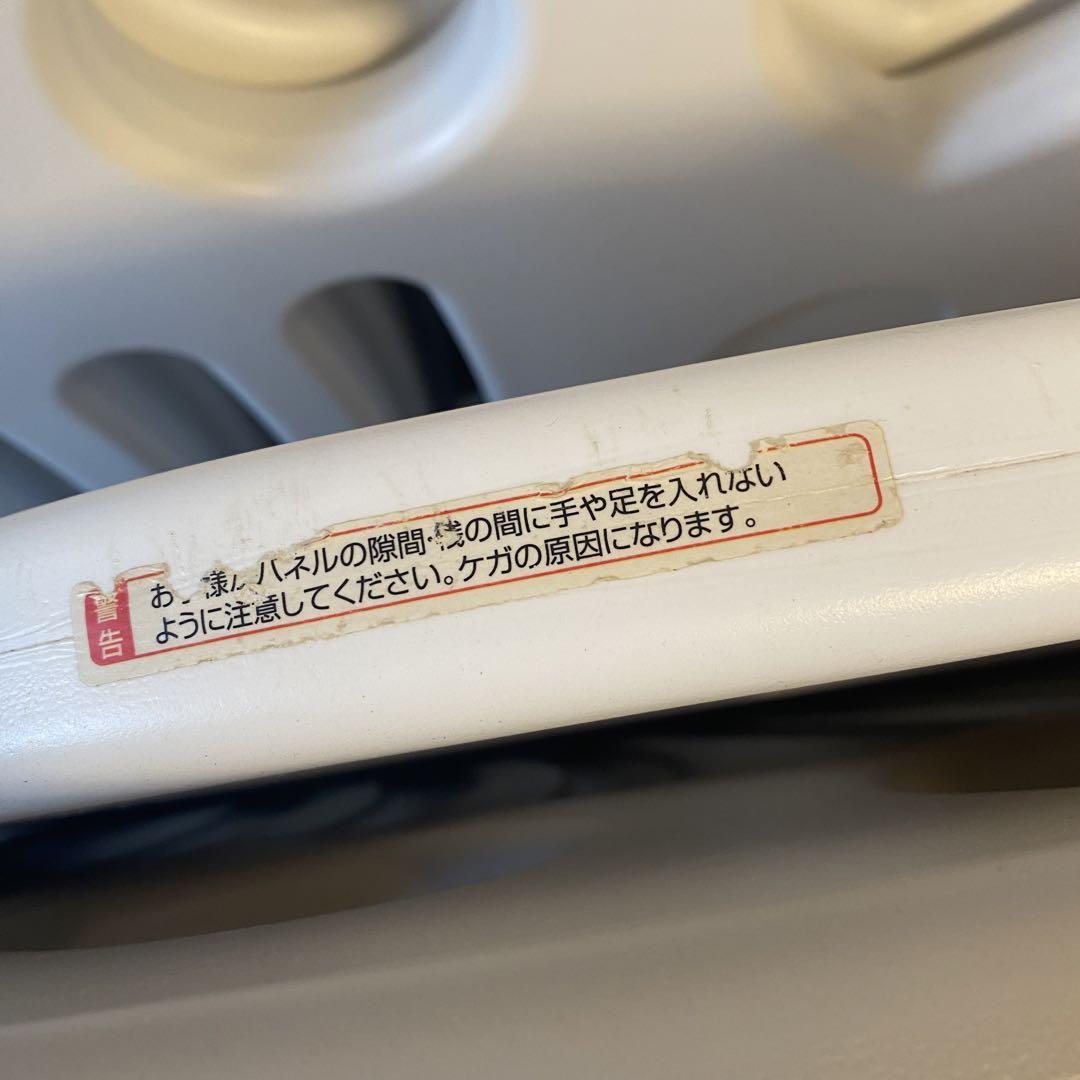 警告
お 様 パネルの隙間・桟の間に手や足を入れない
ように注意してください。ケガの原因になります。